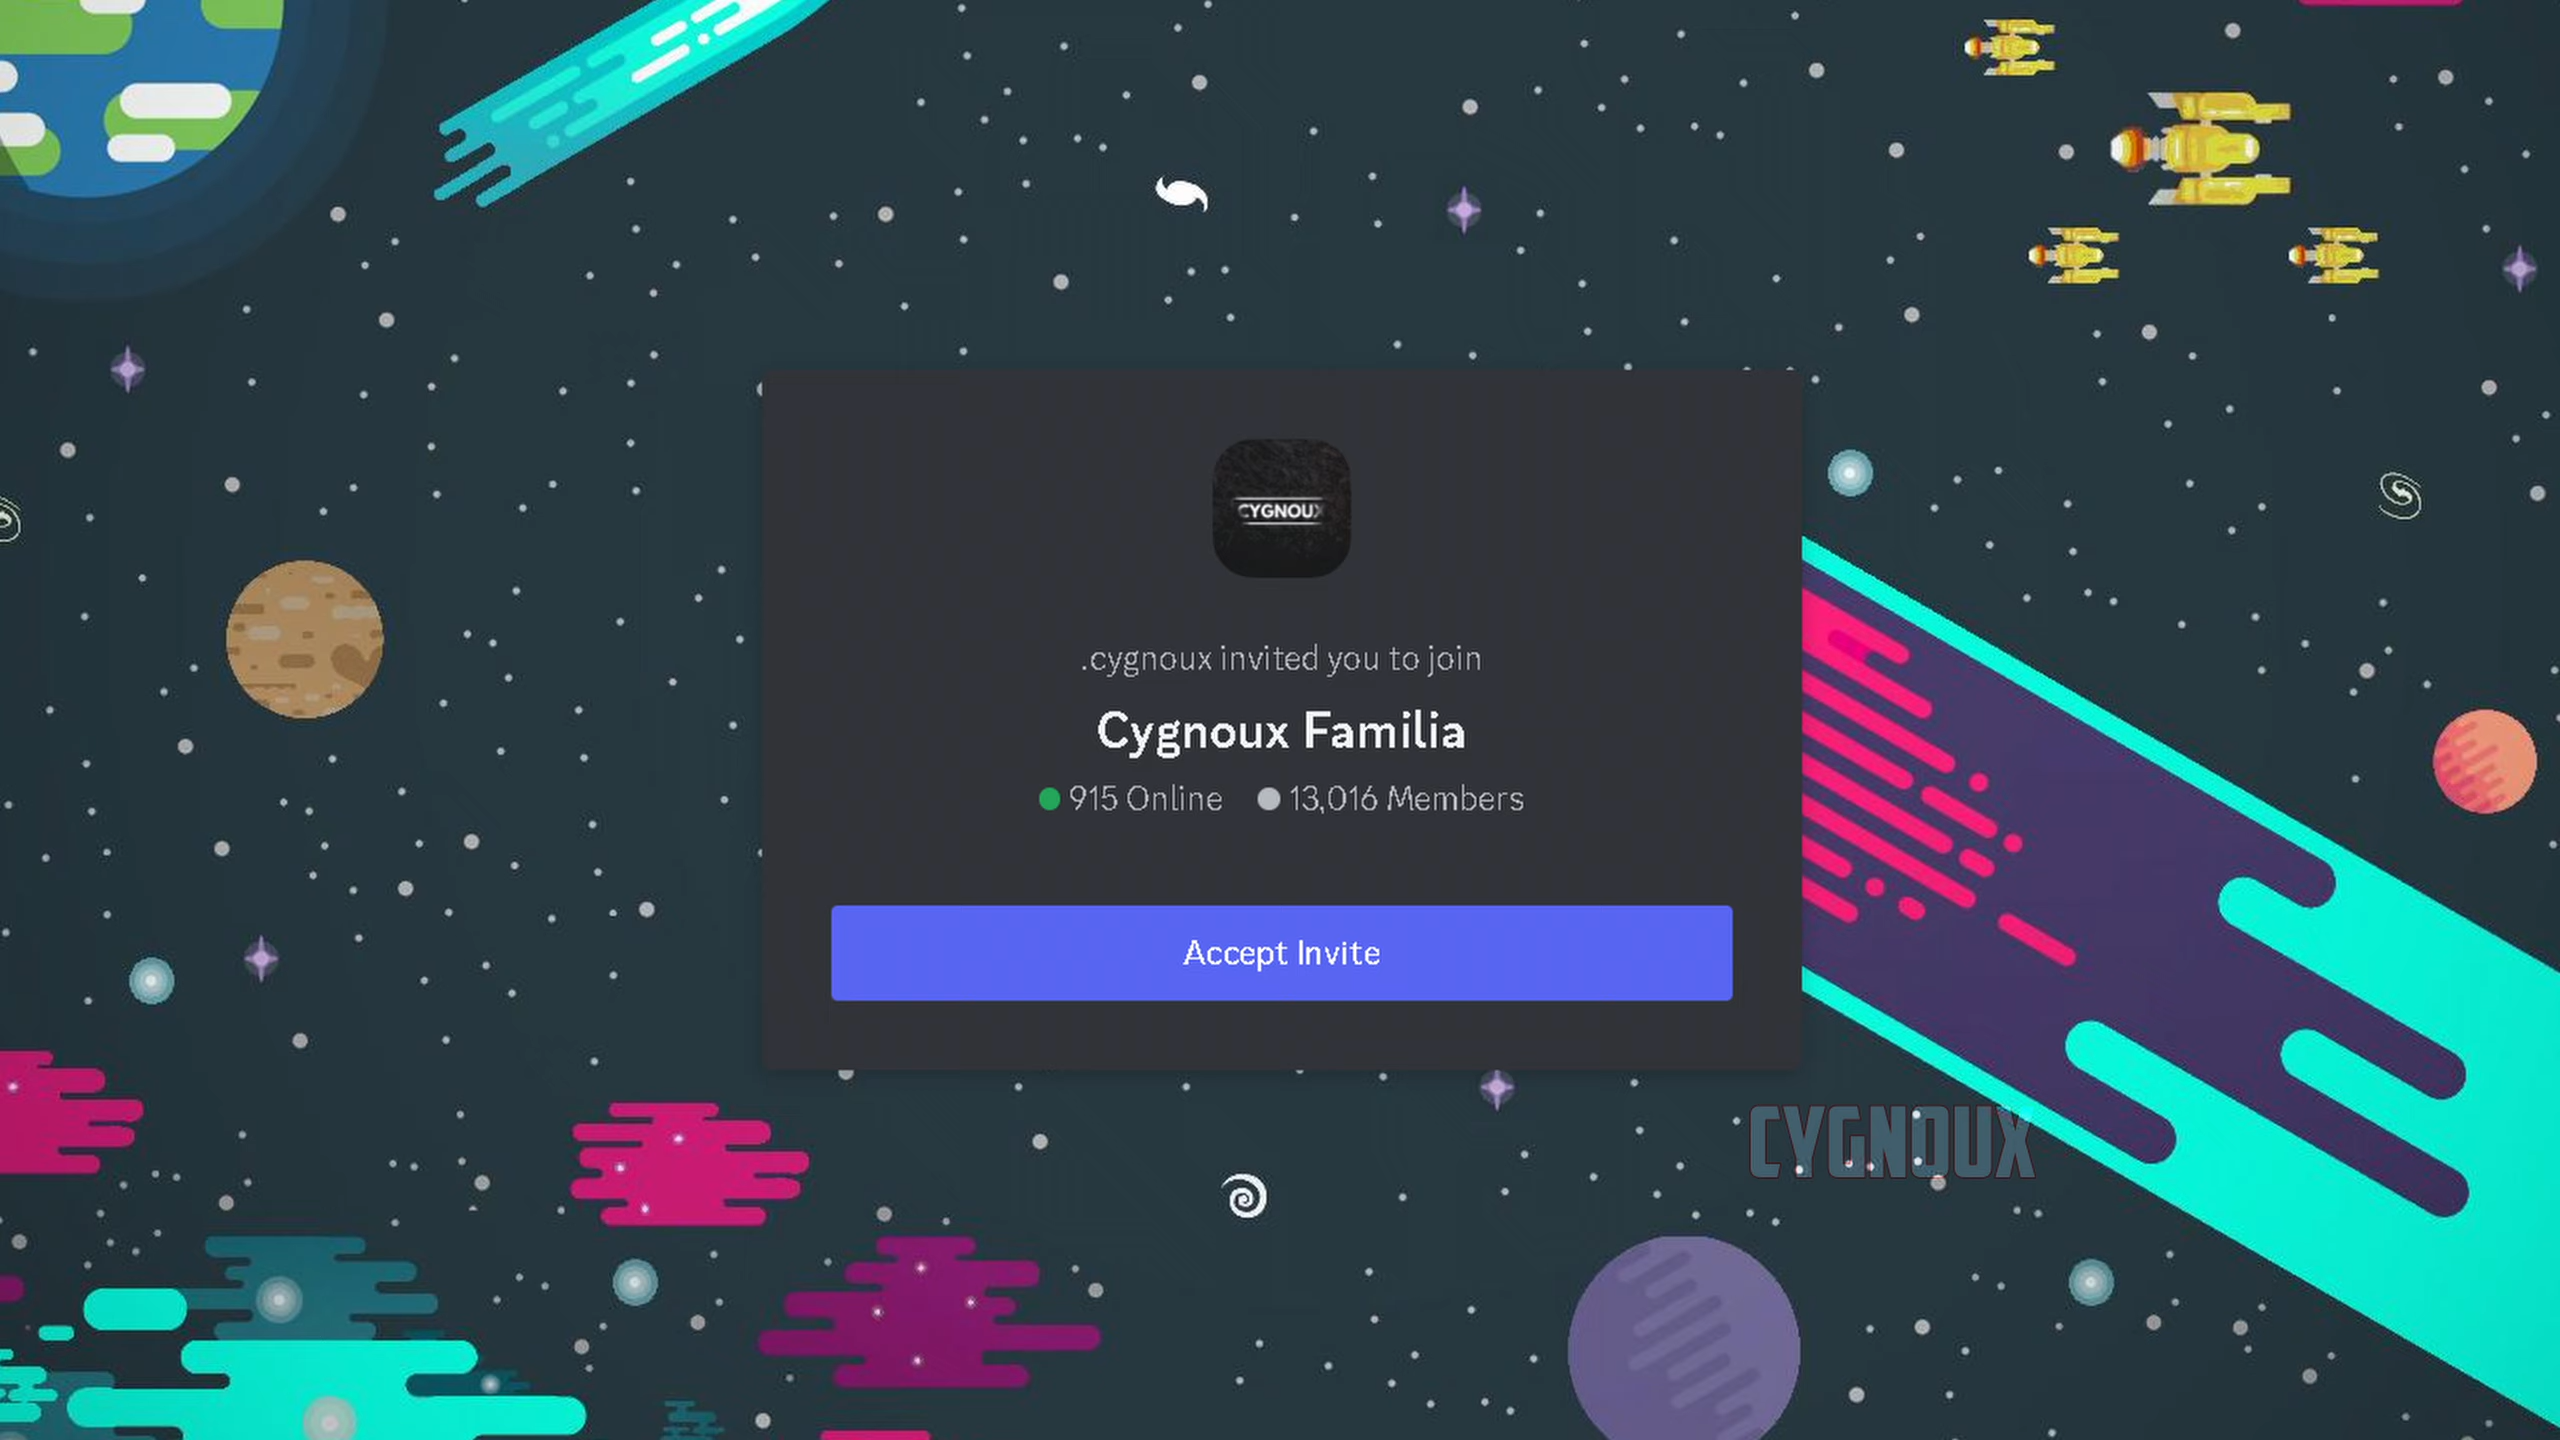 CYGNOUX
.cygnoux invited you to join
Cygnoux Familia
915 Online 13,016 Members
Accept Invite
CYGNOUX